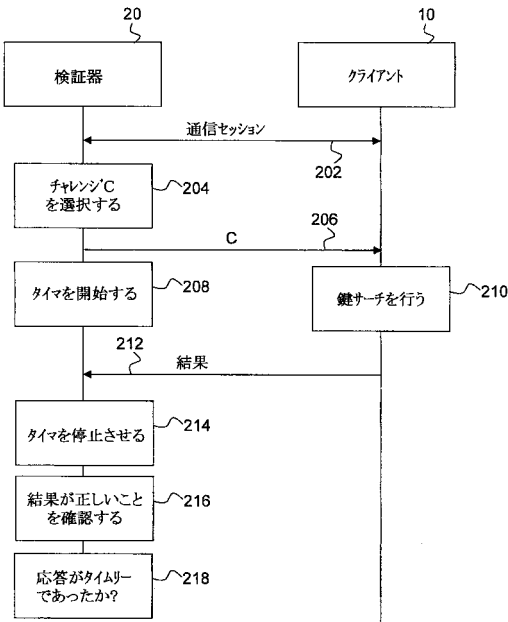 20
10
検証器
クライアント
通信セッション
202
チャレンジC
を選択する
204
C
206
タイマを開始する
208
鍵サーチを行う
210
212
結果
タイマを停止させる
214
結果が正しいこと
を確認する
216
応答がタイムリー
であったか?
218